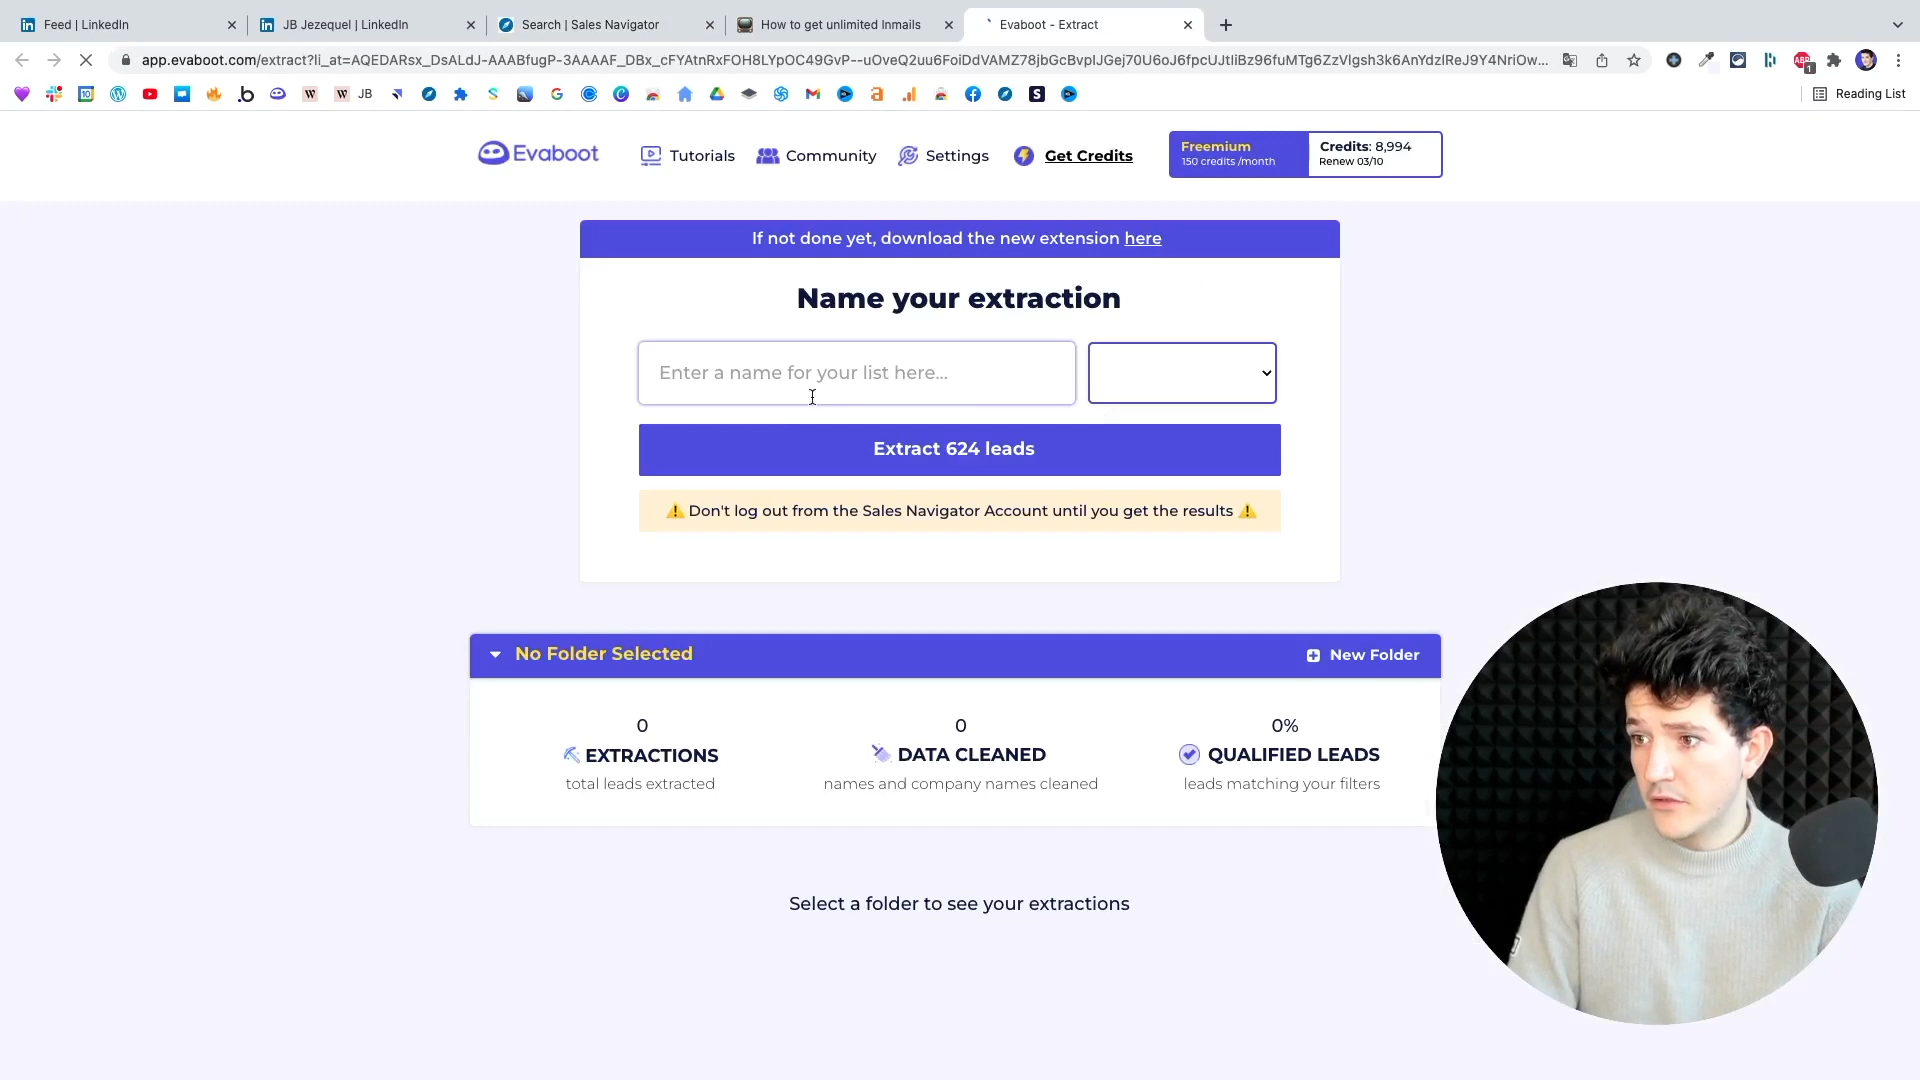 Feed | LinkedIn
JB Jezequel | LinkedIn
Search | Sales Navigator
How to get unlimited Inmails
Evaboot - Extract
app.evaboot.com/extract?li_at=AQEDARsx_DsALdJ-AAABfugP-3AAAAF_DBx_cFYAtnRxFOH8LYpOC49GvP--uOveQ2uu6FoiDdVAMZ78jbGcBvpIJGej70U6oJ6fpcUJtIiBz96fuMTg6ZzVlgsh3k6AnYdzlReJ9Y4NriOw...
JB
Reading List
Evaboot
Tutorials
Community
Settings
Get Credits
Freemium
150 credits /month
Credits: 8,994
Renew 03/10
If not done yet, download the new extension here
Name your extraction
Enter a name for your list here...
Extract 624 leads
⚠️ Don't log out from the Sales Navigator Account until you get the results ⚠️
No Folder Selected
New Folder
0
EXTRACTIONS
total leads extracted
0
DATA CLEANED
names and company names cleaned
0%
QUALIFIED LEADS
leads matching your filters
Select a folder to see your extractions